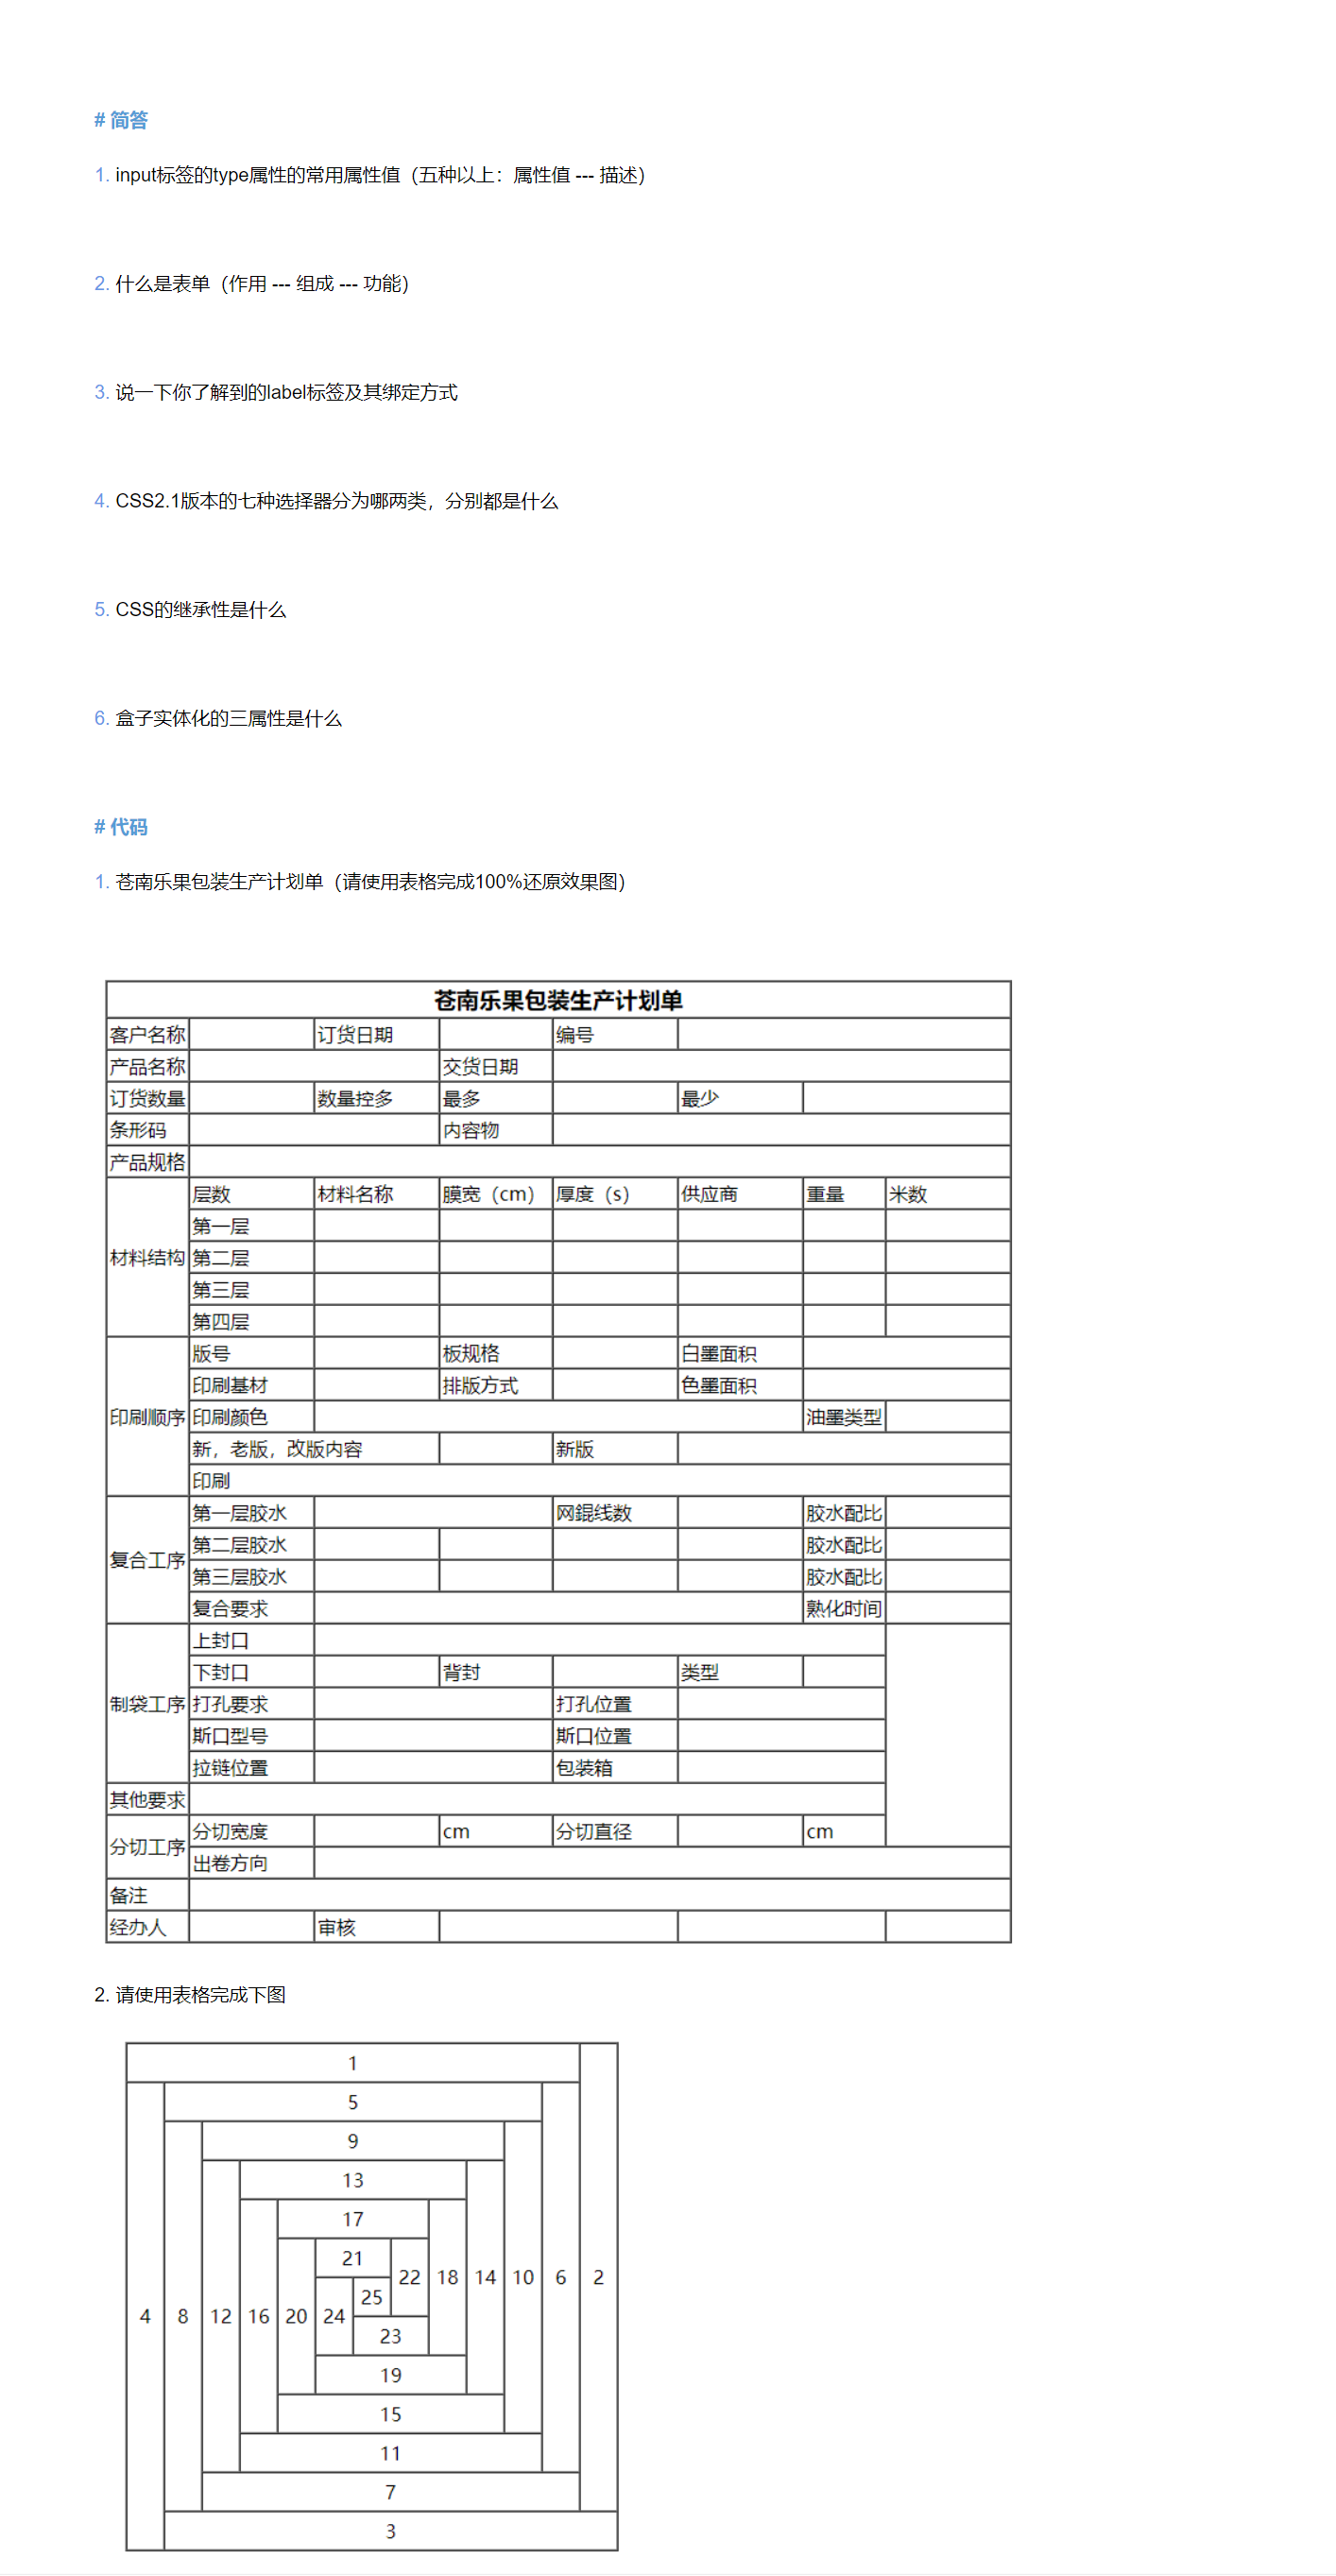 # 简答
1. input标签的type属性的常用属性值（五种以上：属性值 --- 描述）
2. 什么是表单（作用 --- 组成 --- 功能）
3. 说一下你了解到的label标签及其绑定方式
4. CSS2.1版本的七种选择器分为哪两类，分别都是什么
5. CSS的继承性是什么
6. 盒子实体化的三属性是什么
# 代码
1. 苍南乐果包装生产计划单（请使用表格完成100%还原效果图）
苍南乐果包装生产计划单
客户名称 订货日期 编号
产品名称 交货日期
订货数量 数量控多 最多 最少
条形码 内容物
产品规格
层数 材料名称 膜宽（cm） 厚度（s） 供应商 重量 米数
第一层
材料结构 第二层
第三层
第四层
版号 板规格 白墨面积
印刷基材 排版方式 色墨面积
印刷顺序 印刷颜色 油墨类型
新，老版，改版内容 新版
印刷
第一层胶水 网錕线数 胶水配比
复合工序 第二层胶水 胶水配比
第三层胶水 胶水配比
复合要求 熟化时间
上封口
下封口 背封 类型
制袋工序 打孔要求 打孔位置
斯口型号 斯口位置
拉链位置 包装箱
其他要求
分切工序 分切宽度 cm 分切直径 cm
出卷方向
备注
经办人 审核
2. 请使用表格完成下图
1
5
9
13
17
21
22 18 14 10 6 2
25
4 8 12 16 20 24
23
19
15
11
7
3